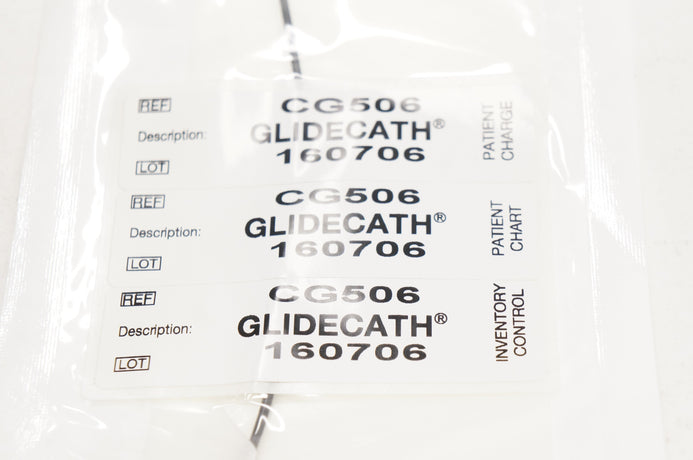 REF CG506
Description: GLIDECATH®
LOT 160706
PATIENT
CHARGE
REF CG506
Description: GLIDECATH®
LOT 160706
PATIENT
CHART
REF CG506
Description: GLIDECATH®
LOT 160706
INVENTORY
CONTROL